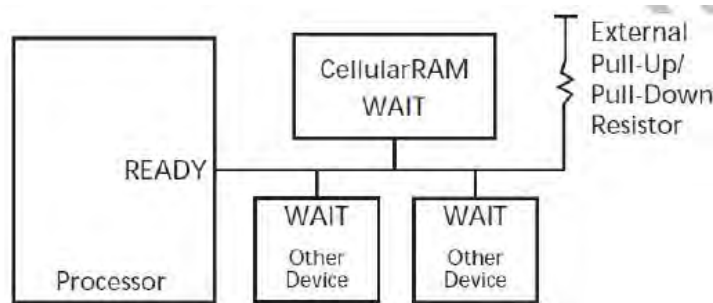 External
Pull-Up/
Pull-Down
Resistor
CellularRAM
WAIT
READY
WAIT
Other
Device
WAIT
Other
Device
Processor